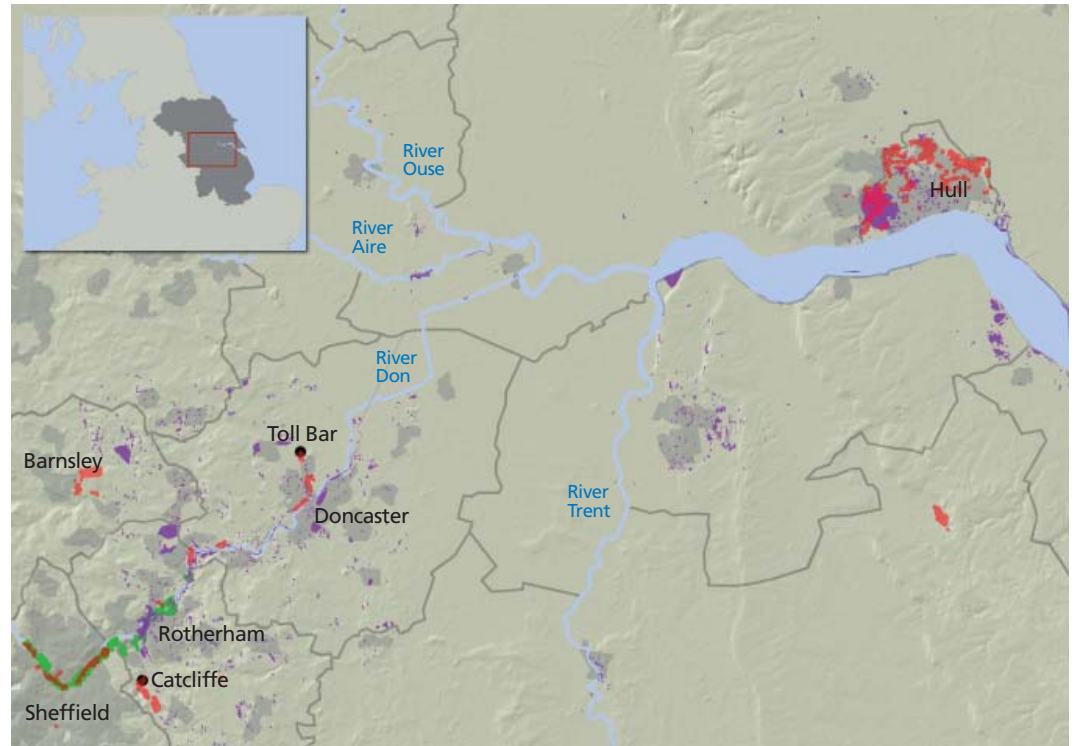 River
Ouse
Hull
River
Aire
River
Don
Toll Bar
Barnsley
Doncaster
River
Trent
Rotherham
Catcliffe
Sheffield